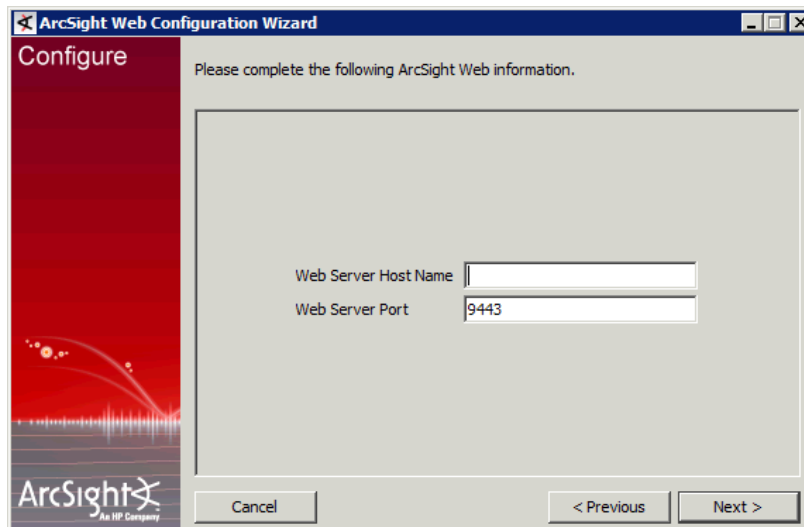 ArcSight Web Configuration Wizard
Configure
Please complete the following ArcSight Web information.
Web Server Host Name
Web Server Port 9443
ArcSight
An HP Company
Cancel < Previous Next >